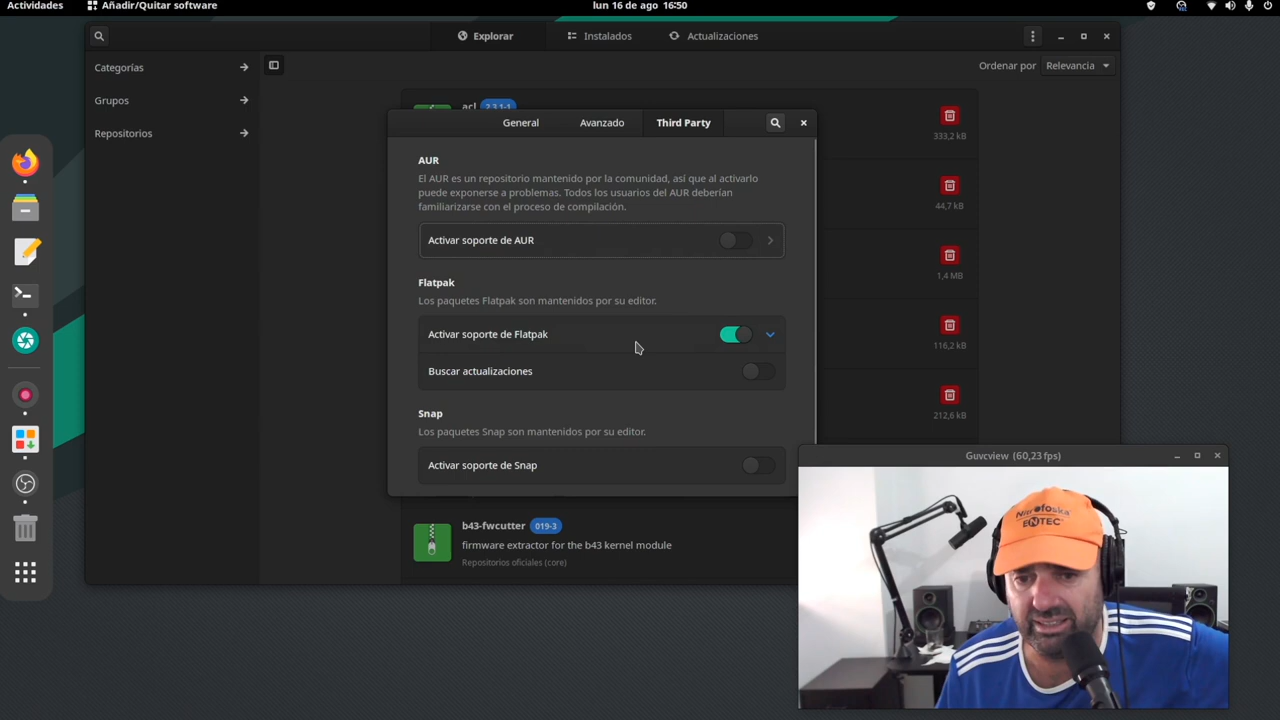 Actividades
Añadir/Quitar software
lun 16 de ago 16:50
Explorar
Instalados
Actualizaciones
Categorías
Grupos
Repositorios
Ordenar por
Relevancia
acl 2.3.1-1
333,2 kB
44,7 kB
1,4 MB
116,2 kB
212,6 kB
General
Avanzado
Third Party
AUR
El AUR es un repositorio mantenido por la comunidad, así que al activarlo
puede exponerse a problemas. Todos los usuarios del AUR deberían
familiarizarse con el proceso de compilación.
Activar soporte de AUR
Flatpak
Los paquetes Flatpak son mantenidos por su editor.
Activar soporte de Flatpak
Buscar actualizaciones
Snap
Los paquetes Snap son mantenidos por su editor.
Activar soporte de Snap
b43-fwcutter 019-3
firmware extractor for the b43 kernel module
Repositorios oficiales (core)
Guvcview (60,23 fps)
Nitrofoska
ENTEC